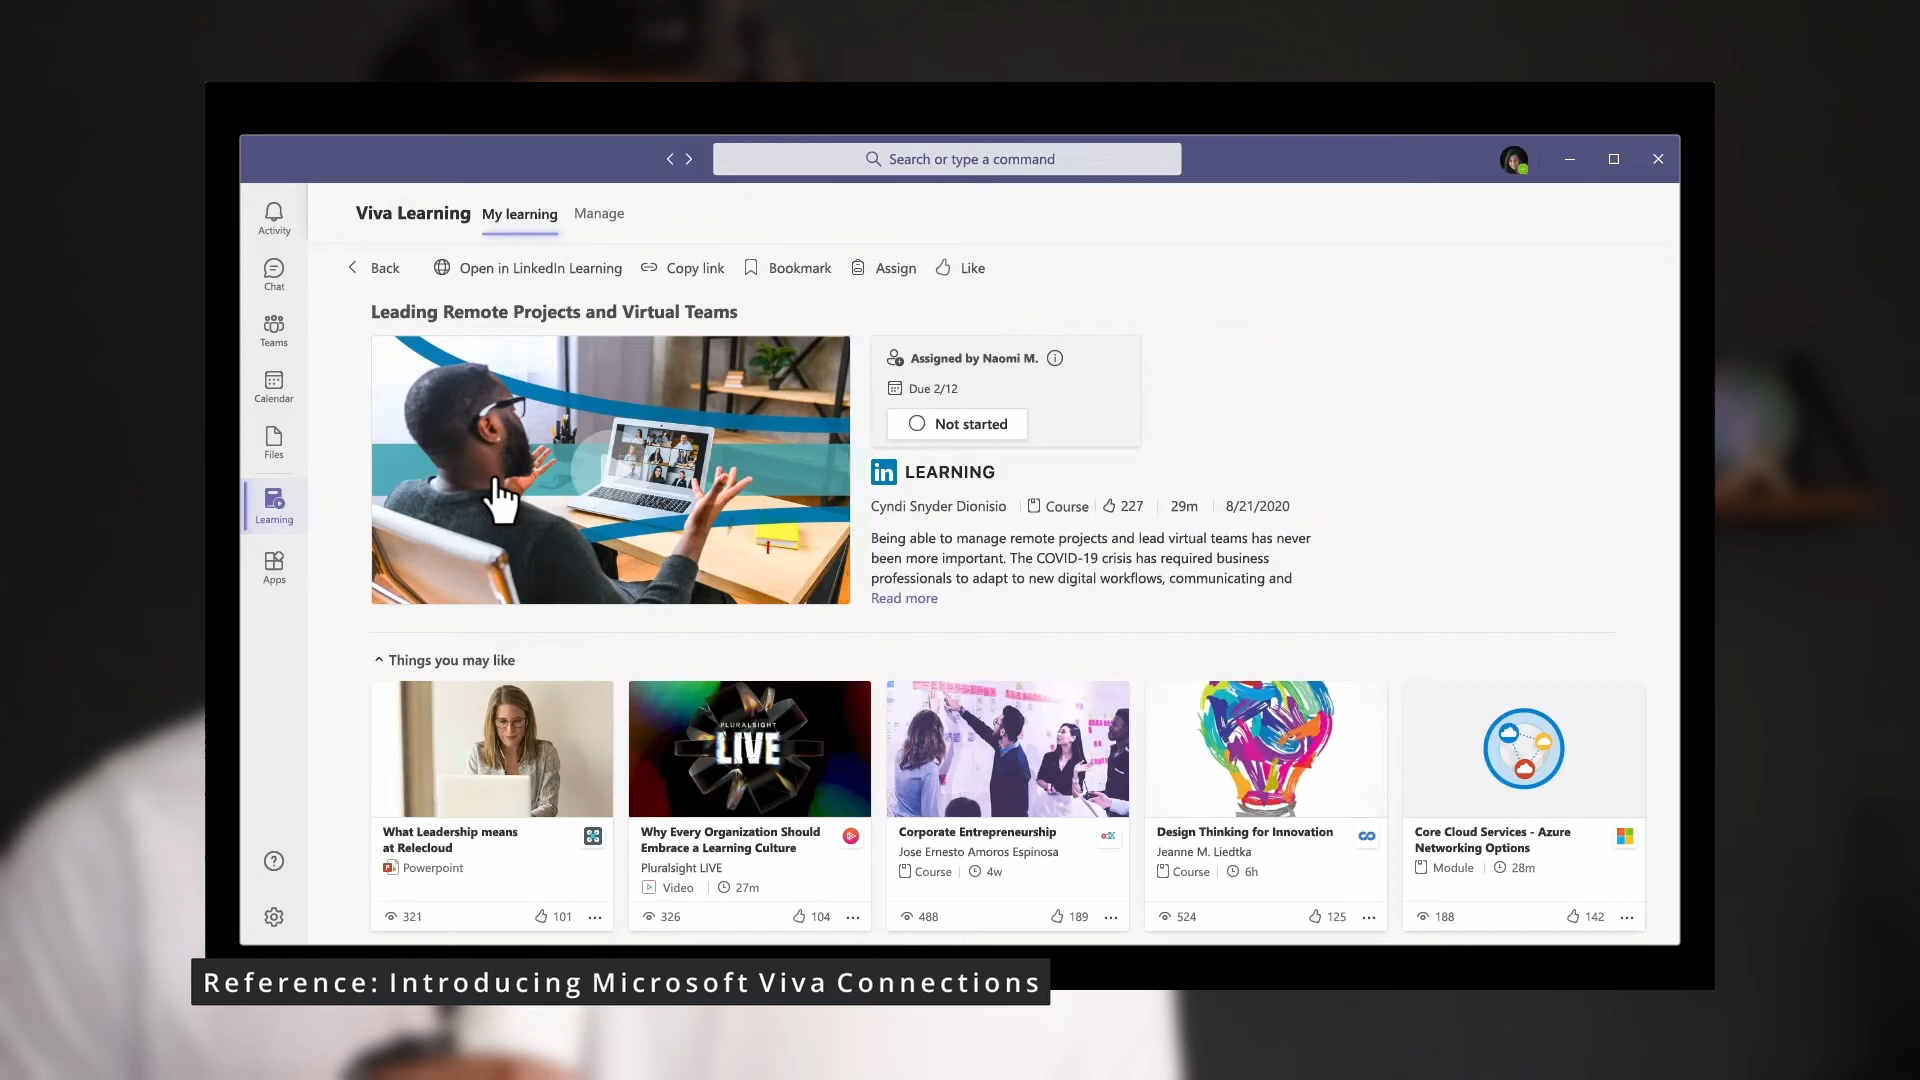 Search or type a command
Activity
Chat
Teams
Calendar
Files
Learning
Apps
Viva Learning
My learning
Manage
Back
Open in LinkedIn Learning
Copy link
Bookmark
Assign
Like
Leading Remote Projects and Virtual Teams
Assigned by Naomi M.
Due 2/12
Not started
in LEARNING
Cyndi Snyder Dionisio
Course
227
29m
8/21/2020
Being able to manage remote projects and lead virtual teams has never
been more important. The COVID-19 crisis has required business
professionals to adapt to new digital workflows, communicating and
Read more
Things you may like
What Leadership means
at Relecloud
Powerpoint
321
101
PLURALSIGHT
LIVE
Why Every Organization Should
Embrace a Learning Culture
Pluralsight LIVE
Video
27m
326
104
Corporate Entrepreneurship
edX
Jose Ernesto Amoros Espinosa
Course
4w
488
189
Design Thinking for Innovation
Jeanne M. Liedtka
Course
6h
524
125
Core Cloud Services - Azure
Networking Options
Module
28m
188
142
Reference: Introducing Microsoft Viva Connections